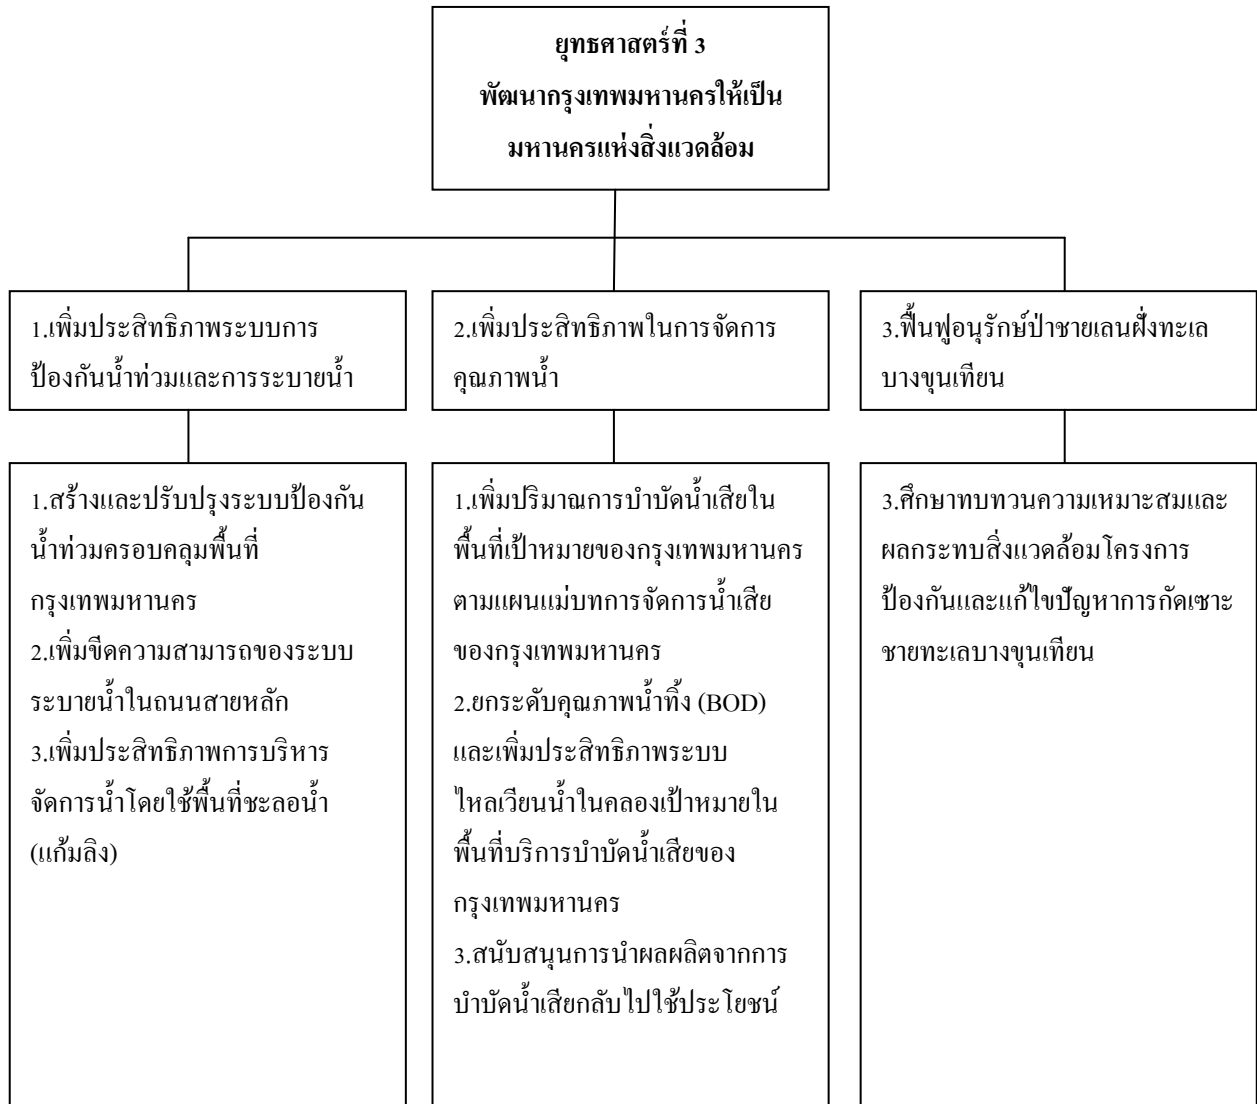 ยุทธศาสตร์ที่ 3
พัฒนากรุงเทพมหานครให้เป็น
มหานครแห่งสิ่งแวดล้อม
1.เพิ่มประสิทธิภาพระบบการ
ป้องกันน้ำท่วมและการระบายน้ำ
2.เพิ่มประสิทธิภาพในการจัดการ
คุณภาพน้ำ
3.ฟื้นฟูอนุรักษ์ป่าชายเลนฝั่งทะเล
บางขุนเทียน
1.สร้างและปรับปรุงระบบป้องกัน
น้ำท่วมครอบคลุมพื้นที่
กรุงเทพมหานคร
2.เพิ่มขีดความสามารถของระบบ
ระบายน้ำในถนนสายหลัก
3.เพิ่มประสิทธิภาพการบริหาร
จัดการน้ำโดยใช้พื้นที่ชะลอน้ำ
(แก้มลิง)
1.เพิ่มปริมาณการบำบัดน้ำเสียใน
พื้นที่เป้าหมายของกรุงเทพมหานคร
ตามแผนแม่บทการจัดการน้ำเสีย
ของกรุงเทพมหานคร
2.ยกระดับคุณภาพน้ำทิ้ง (BOD)
และเพิ่มประสิทธิภาพระบบ
ไหลเวียนน้ำในคลองเป้าหมายใน
พื้นที่บริการบำบัดน้ำเสียของ
กรุงเทพมหานคร
3.สนับสนุนการนำผลผลิตจากการ
บำบัดน้ำเสียกลับไปใช้ประโยชน์
3.ศึกษาทบทวนความเหมาะสมและ
ผลกระทบสิ่งแวดล้อมโครงการ
ป้องกันและแก้ไขปัญหาการกัดเซาะ
ชายทะเลบางขุนเทียน